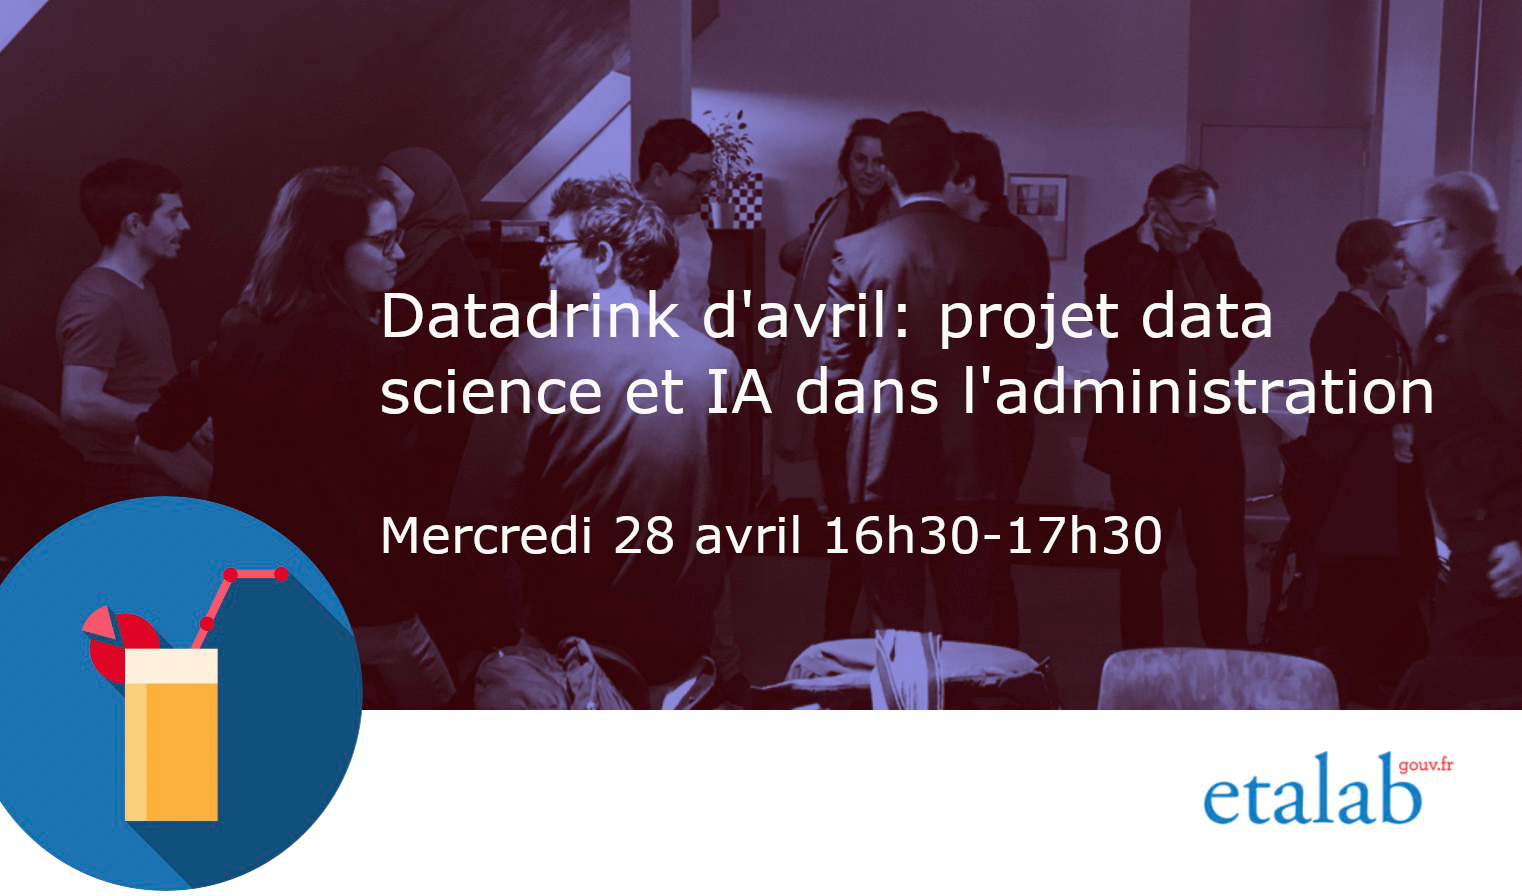 Datadrink d'avril: projet data
science et IA dans l'administration
Mercredi 28 avril 16h30-17h30
etalab gouv.fr